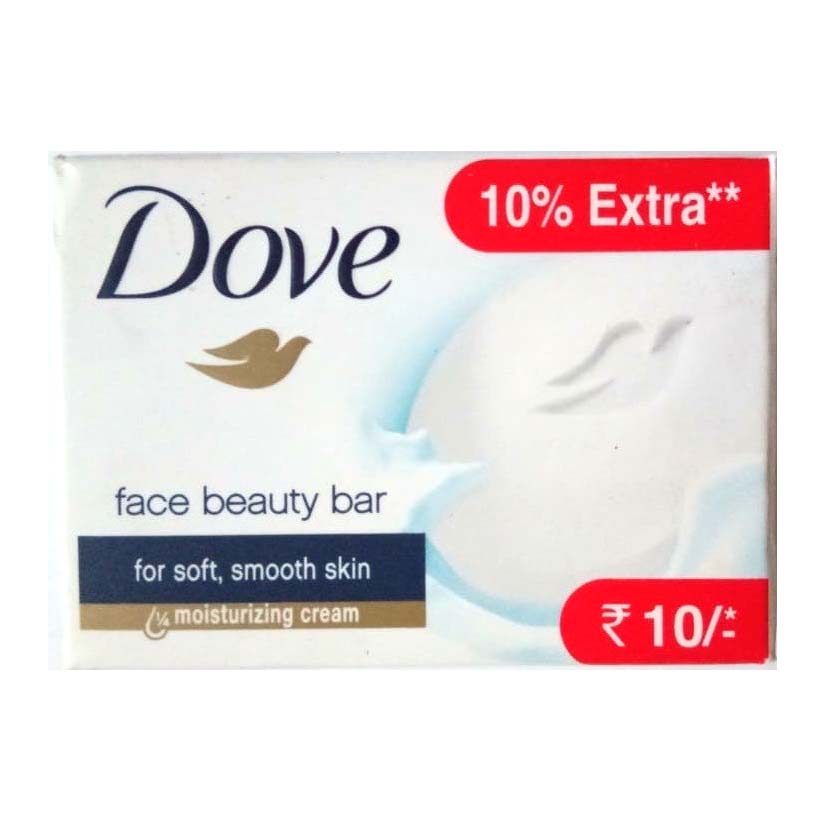 Dove
10% Extra**
face beauty bar
for soft, smooth skin
¼ moisturizing cream
₹ 10/-*